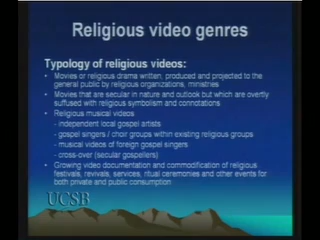 Religious video genres
Typology of religious videos:
• Movies or religious drama written, produced and projected to the
general public by religious organizations, ministries
• Movies that are secular in nature and outlook but which are overtly
suffused with religious symbolism and connotations
• Religious musical videos
- independent local gospel artists
- gospel singers / choir groups within existing religious groups
- musical videos of foreign gospel singers
- cross-over (secular gospellers)
• Growing video documentation and commodification of religious
festivals, revivals, services, ritual ceremonies and other events for
both private and public consumption
UCSB